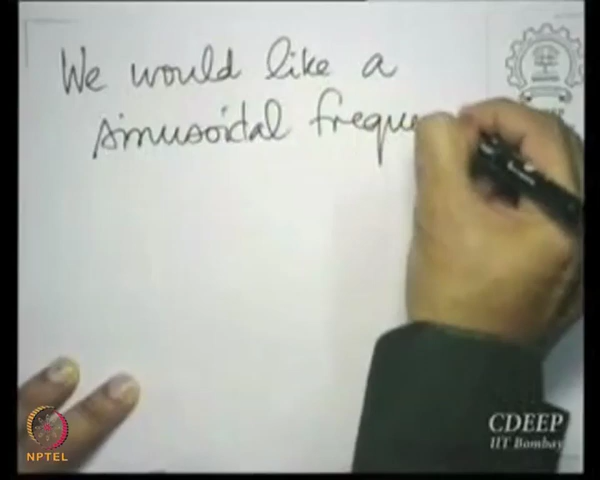 We would like a
sinusoidal freque
CDEEP
IIT Bombay
NPTEL